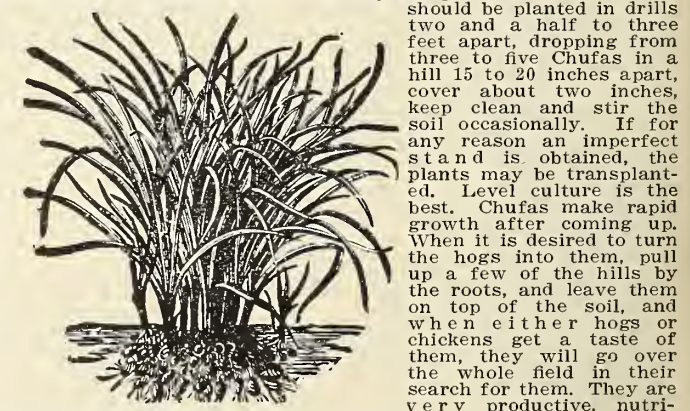 should be planted in drills
two and a half to three
feet apart, dropping from
three to five Chufas in a
hill 15 to 20 inches apart,
cover about two inches,
keep clean and stir the
soil occasionally. If for
any reason an imperfect
stand is obtained, the
plants may be transplant-
ed. Level culture is the
best. Chufas make rapid
growth after coming up.
When it is desired to turn
the hogs into them, pull
up a few of the hills by
the roots, and leave them
on top of the soil, and
when either hogs or
chickens get a taste of
them, they will go over
the whole field in their
search for them. They are
very productive, nutri-